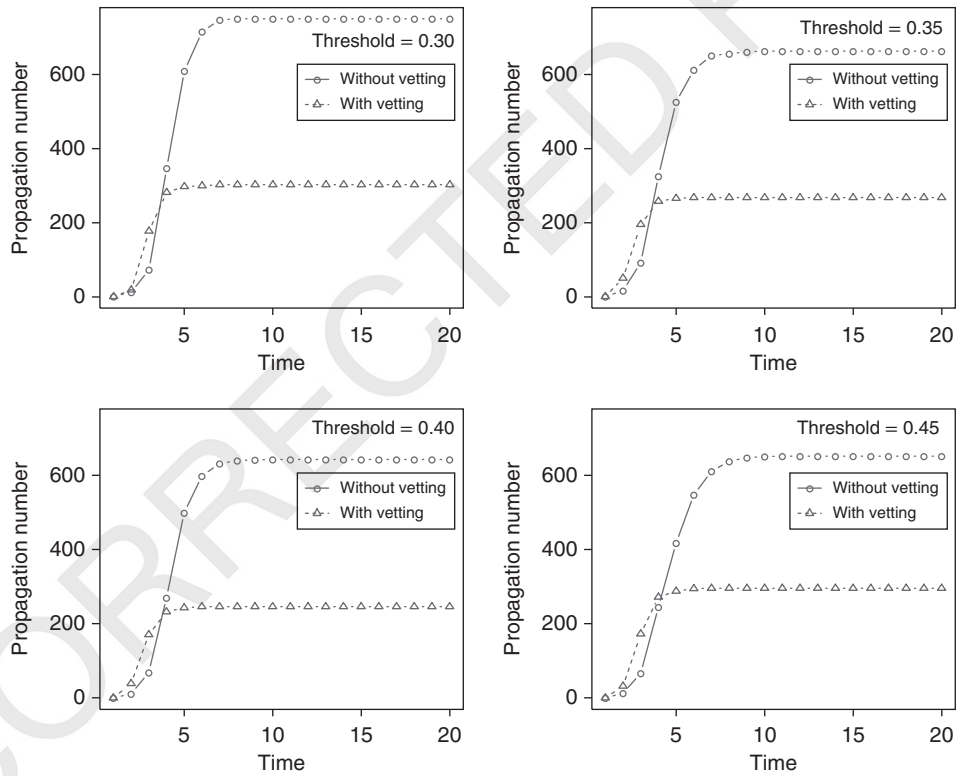 Threshold = 0.30
Without vetting
With vetting
Propagation number
600
400
200
0
5
10
15
20
Time
Threshold = 0.35
Without vetting
With vetting
Propagation number
600
400
200
0
5
10
15
20
Time
Threshold = 0.40
Without vetting
With vetting
Propagation number
600
400
200
0
5
10
15
20
Time
Threshold = 0.45
Without vetting
With vetting
Propagation number
600
400
200
0
5
10
15
20
Time
CORRECTED